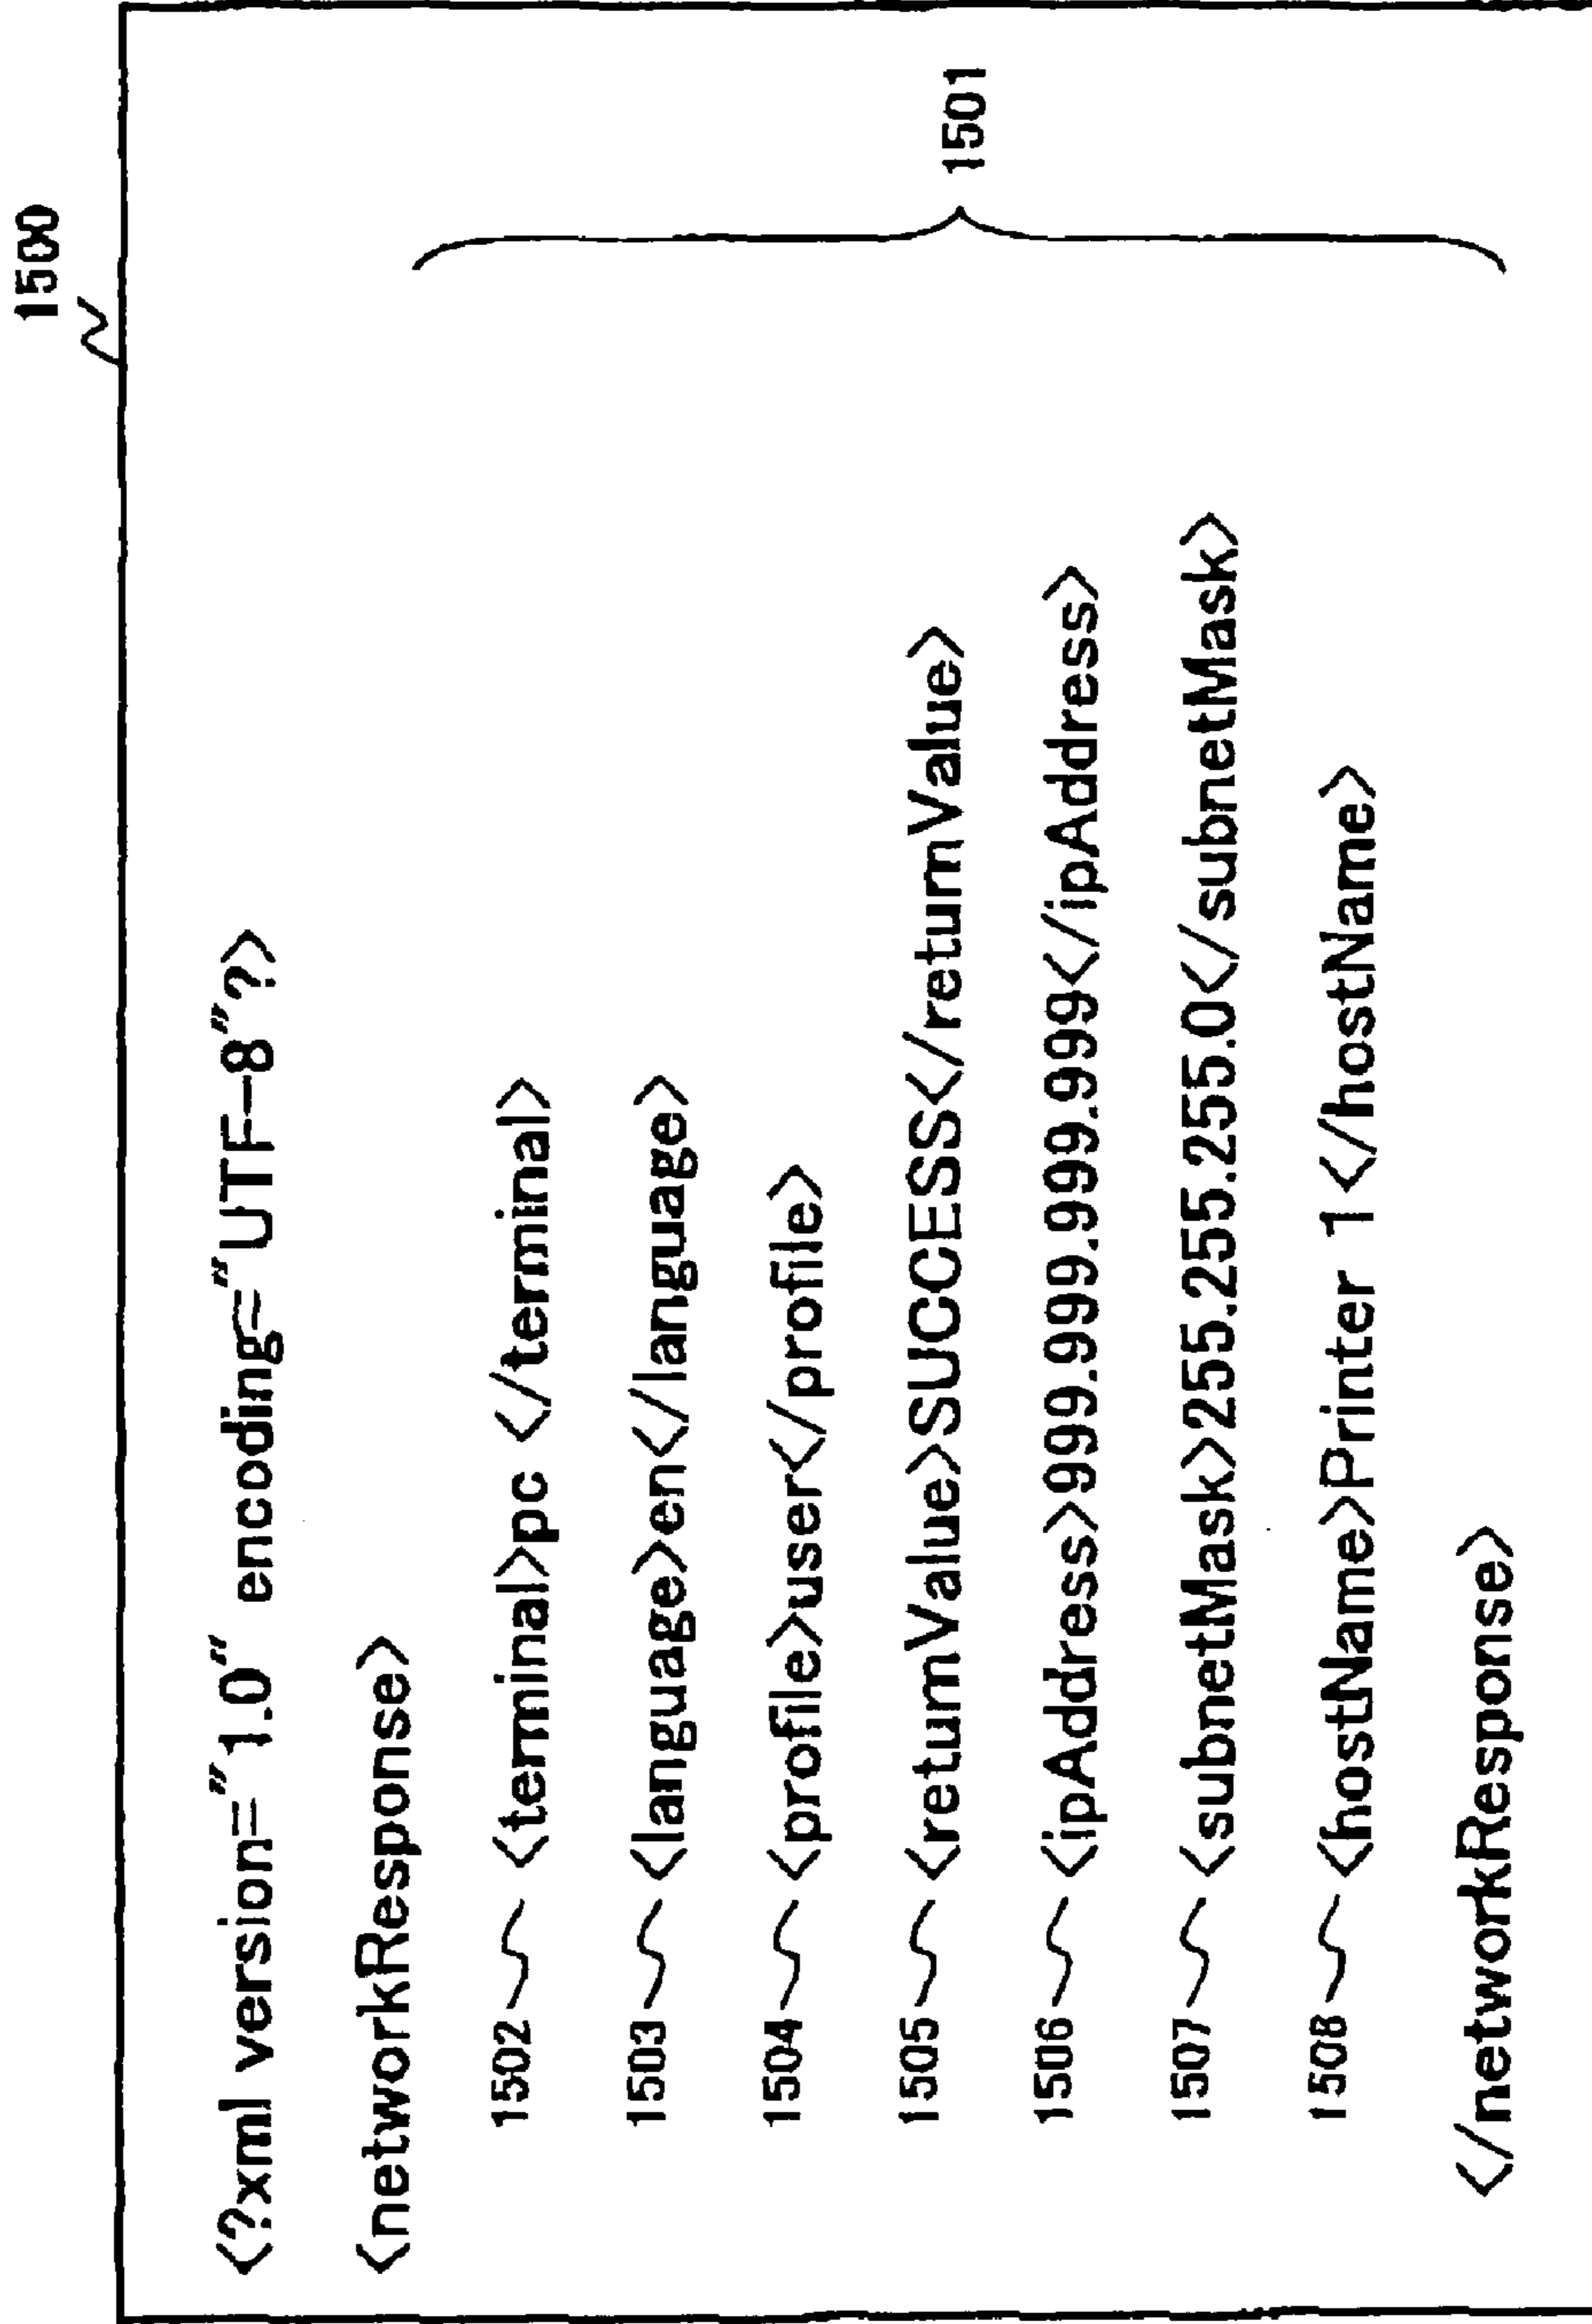 1500
<?xml version="1.0" encoding="UTF-8"?>
<networkResponse>
1502 <terminal>pc </terminal>
1503 <language>en</language>
1504 <profile>user</profile>
1505 <returnValue>SUCCESS</returnValue>
1506 <ipAddress>999.999.999.999</ipAddress>
1507 <subnetMask>255.255.255.0</subnetMask>
1508 <hostName>Printer 1</hostName>
</networkResponse>
1501